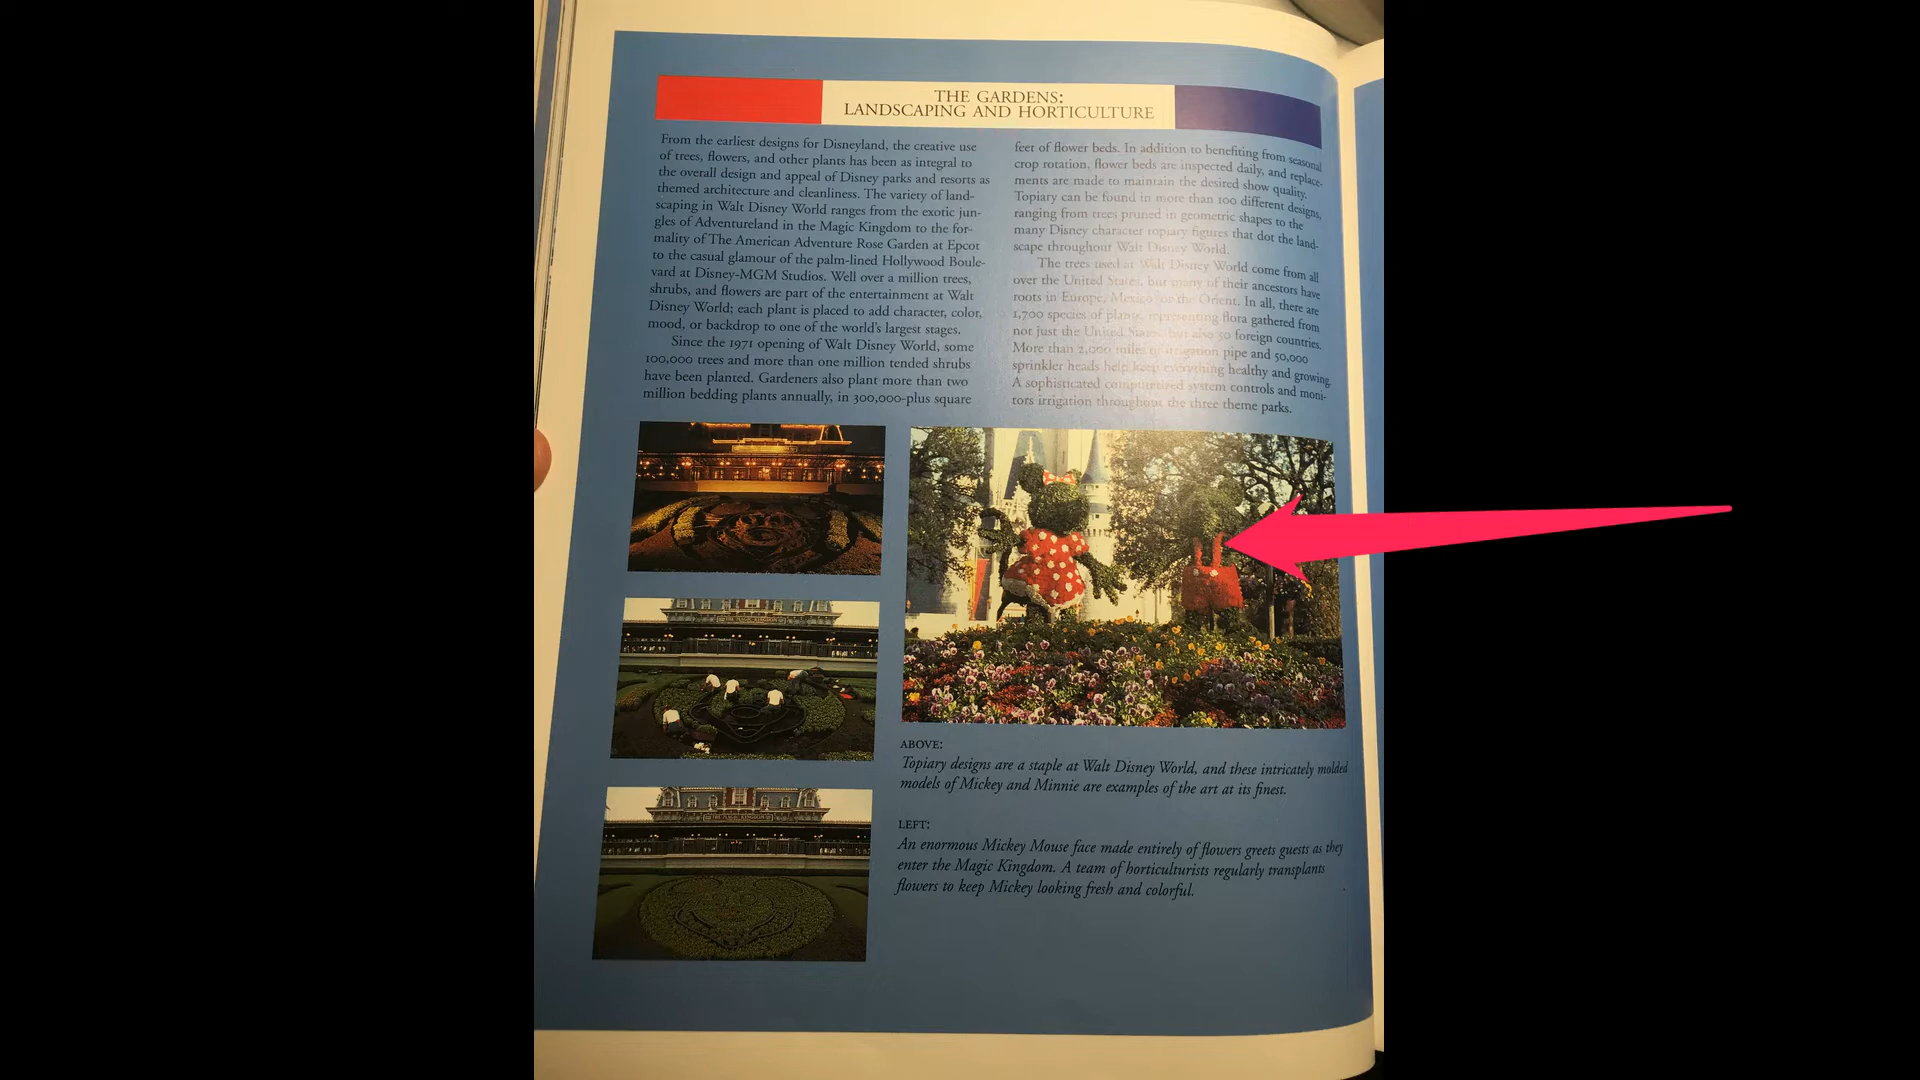 THE GARDENS:
LANDSCAPING AND HORTICULTURE
From the earliest designs for Disneyland, the creative use
of trees, flowers, and other plants has been as integral to
the overall design and appeal of Disney parks and resorts as
themed architecture and cleanliness. The variety of land-
scaping in Walt Disney World ranges from the exotic jun-
gles of Adventureland in the Magic Kingdom to the for-
mality of The American Adventure Rose Garden at Epcot
to the casual glamour of the palm-lined Hollywood Boule-
vard at Disney-MGM Studios. Well over a million trees,
shrubs, and flowers are part of the entertainment at Walt
Disney World; each plant is placed to add character, color,
mood, or backdrop to one of the world's largest stages.
Since the 1971 opening of Walt Disney World, some
100,000 trees and more than one million tended shrubs
have been planted. Gardeners also plant more than two
million bedding plants annually, in 300,000-plus square
feet of flower beds. In addition to benefiting from seasonal
crop rotation, flower beds are inspected daily, and replace-
ments are made to maintain the desired show quality.
Topiary can be found in more than 100 different designs,
ranging from trees pruned in geometric shapes to the
many Disney character topiary figures that dot the land-
scape throughout Walt Disney World.
The trees used at Walt Disney World come from all
over the United States, but many of their ancestors have
roots in Europe, Mexico or the Orient. In all, there are
1,700 species of plants, representing flora gathered from
not just the United States, but also 50 foreign countries.
More than 2,000 miles of irrigation pipe and 50,000
sprinkler heads help keep everything healthy and growing.
A sophisticated computerized system controls and moni-
tors irrigation throughout the three theme parks.
THE MAGIC KINGDOM
THE MAGIC KINGDOM
ABOVE:
Topiary designs are a staple at Walt Disney World, and these intricately molded
models of Mickey and Minnie are examples of the art at its finest.
LEFT:
An enormous Mickey Mouse face made entirely of flowers greets guests as they
enter the Magic Kingdom. A team of horticulturists regularly transplants
flowers to keep Mickey looking fresh and colorful.